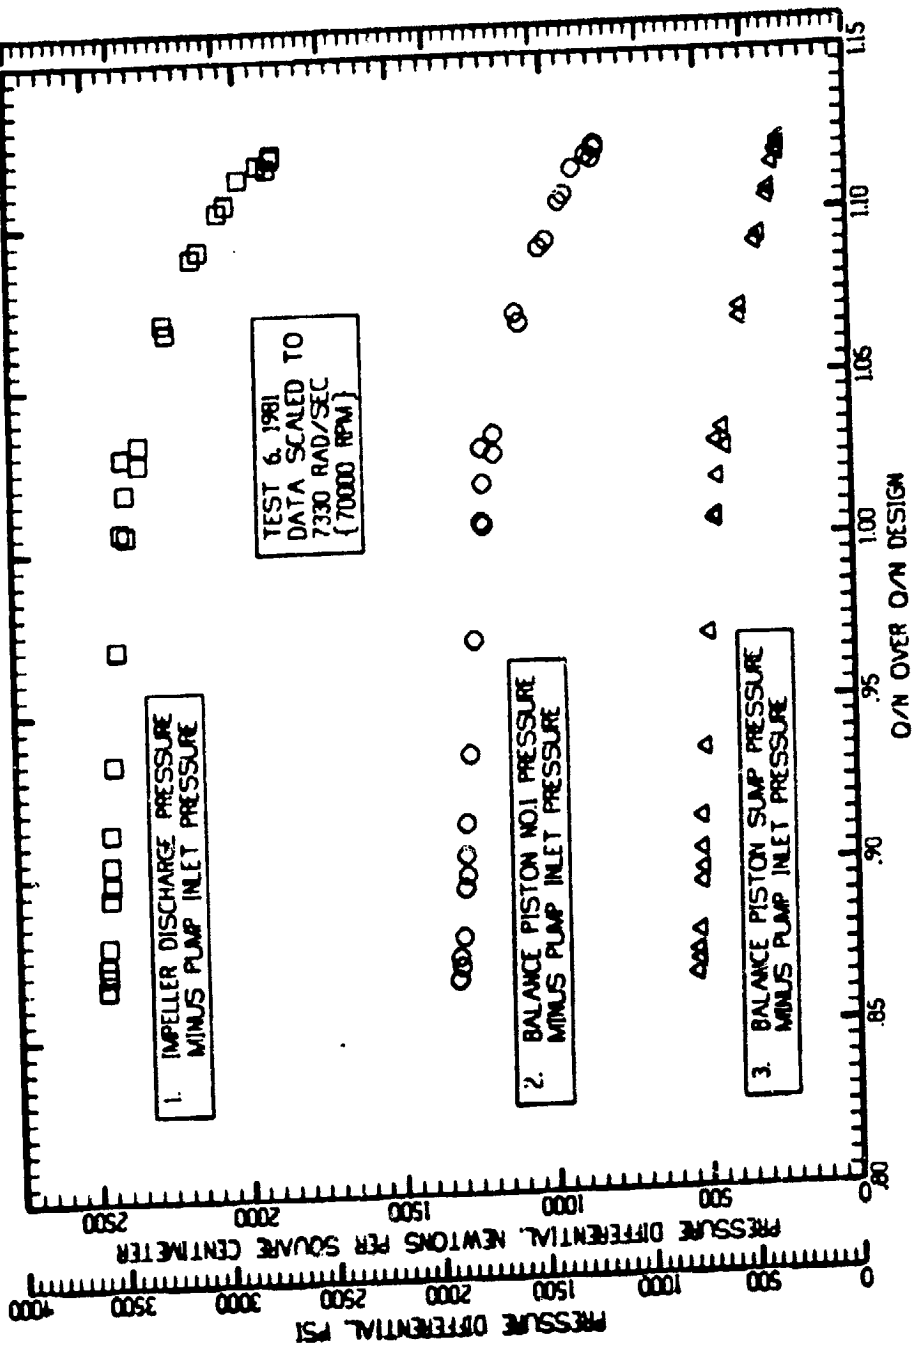 TEST 6, 1981
DATA SCALED TO
7330 RAD/SEC
{70000 RPM}
1. IMPELLER DISCHARGE PRESSURE
MINUS PUMP INLET PRESSURE
2. BALANCE PISTON NO.1 PRESSURE
MINUS PUMP INLET PRESSURE
3. BALANCE PISTON SUMP PRESSURE
MINUS PUMP INLET PRESSURE
PRESSURE DIFFERENTIAL, PSI
4000
3500
3000
2500
2000
1500
1000
500
0
PRESSURE DIFFERENTIAL, NEWTONS PER SQUARE CENTIMETER
2500
2000
1500
1000
500
0
.80
.85
.90
.95
1.00
1.05
1.10
1.15
Q/N OVER Q/N DESIGN